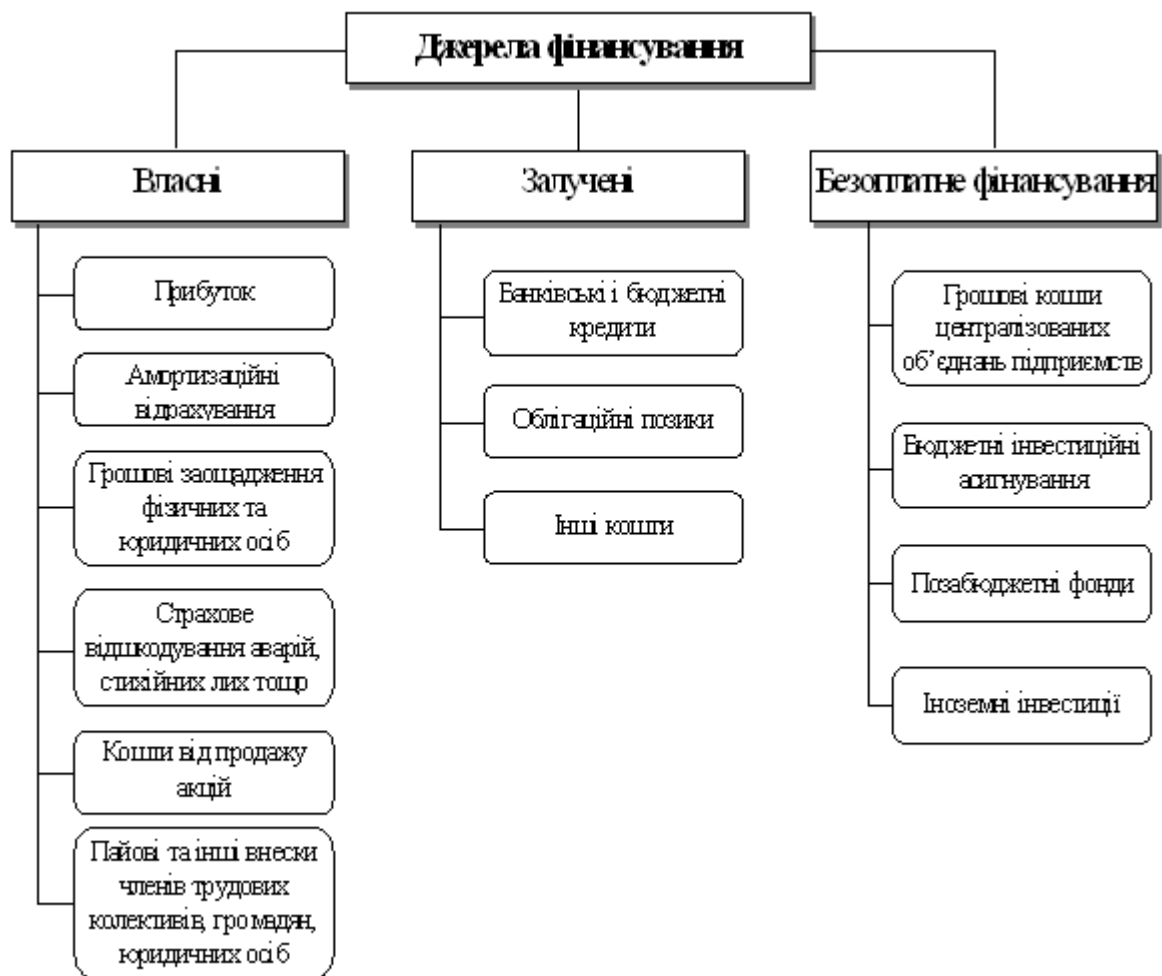 Джерела фінансування
Власні
Залучені
Безоплатне фінансування
Прибуток
Амортизаційні
відрахування
Грошові заощадження
фізичних та
юридичних осіб
Страхове
відшкодування аварій,
стихійних лих тощо
Кошти від продажу
акцій
Пайові та інші внески
членів трудових
колективів, громадян,
юридичних осіб
Банківські і бюджетні
кредити
Облігаційні позики
Інші кошти
Грошові кошти
централізованих
об’єднань підприємств
Бюджетні інвестиційні
асигнування
Позабюджетні фонди
Іноземні інвестиції